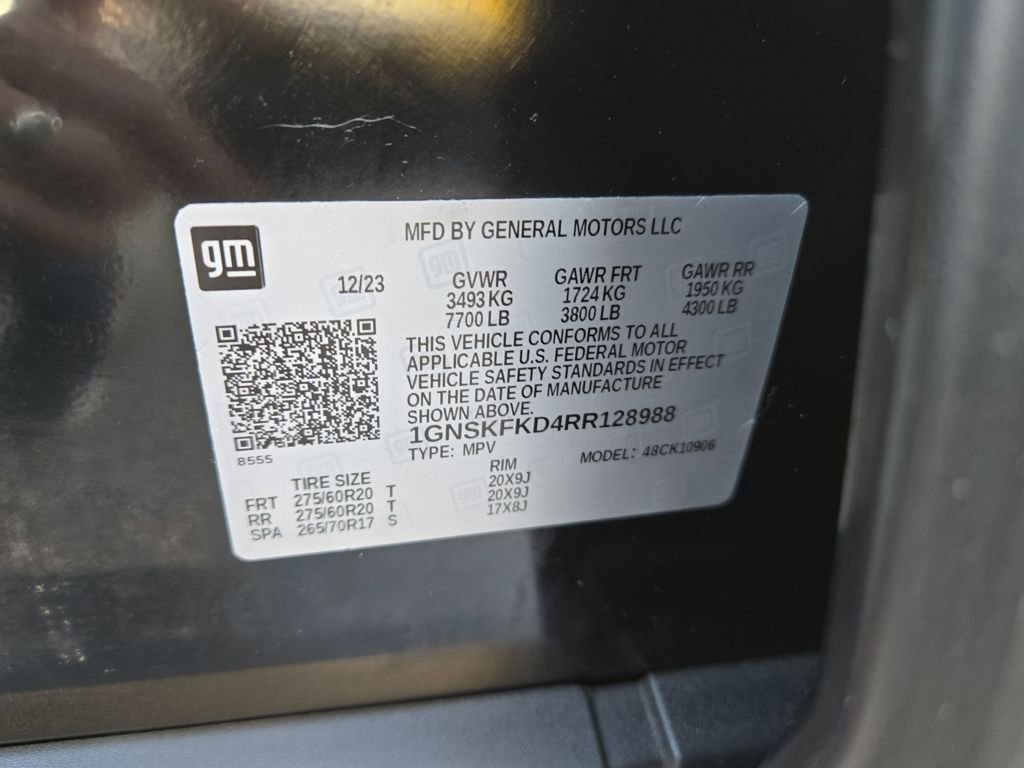 gm
MFD BY GENERAL MOTORS LLC
12/23
GVWR
3493 KG
7700 LB
GAWR FRT
1724 KG
3800 LB
GAWR RR
1950 KG
4300 LB
THIS VEHICLE CONFORMS TO ALL
APPLICABLE U.S. FEDERAL MOTOR
VEHICLE SAFETY STANDARDS IN EFFECT
ON THE DATE OF MANUFACTURE
SHOWN ABOVE.
1GNSKFKD4RR128988
TYPE: MPV
MODEL: 48CK10906
8555
TIRE SIZE
RIM
FRT 275/60R20 T 20X9J
RR 275/60R20 T 20X9J
SPA 265/70R17 S 17X8J